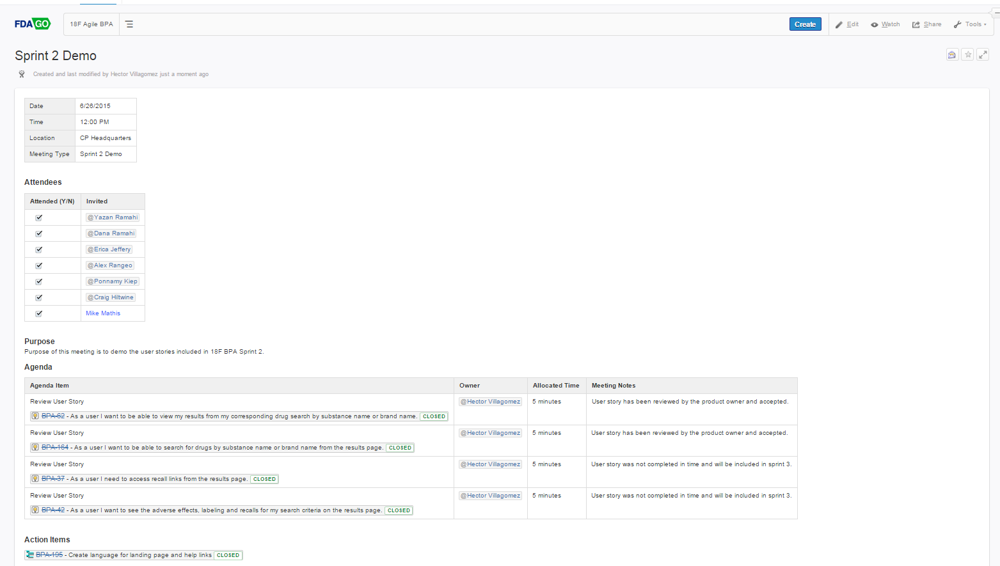 FDA GO 18F Agile BPA Create Edit Watch Share Tools
Sprint 2 Demo
Created and last modified by Hector Villagomez just a moment ago
Date 6/26/2015
Time 12:00 PM
Location CP Headquarters
Meeting Type Sprint 2 Demo
Attendees
Attended (Y/N) Invited
@Yazan Ramahi
@Dana Ramahi
@Erica Jeffery
@Alex Rangeo
@Ponnamy Kiep
@Craig Hiltwine
Mike Mathis
Purpose
Purpose of this meeting is to demo the user stories included in 18F BPA Sprint 2.
Agenda
Agenda Item Owner Allocated Time Meeting Notes
Review User Story @Hector Villagomez 5 minutes User story has been reviewed by the product owner and accepted.
BPA-62 - As a user I want to be able to view my results from my corresponding drug search by substance name or brand name. CLOSED
Review User Story @Hector Villagomez 5 minutes User story has been reviewed by the product owner and accepted.
BPA-164 - As a user I want to be able to search for drugs by substance name or brand name from the results page. CLOSED
Review User Story @Hector Villagomez 5 minutes User story was not completed in time and will be included in sprint 3.
BPA-37 - As a user I need to access recall links from the results page. CLOSED
Review User Story @Hector Villagomez 5 minutes User story was not completed in time and will be included in sprint 3.
BPA-42 - As a user I want to see the adverse effects, labeling and recalls for my search criteria on the results page. CLOSED
Action Items
BPA-195 - Create language for landing page and help links CLOSED